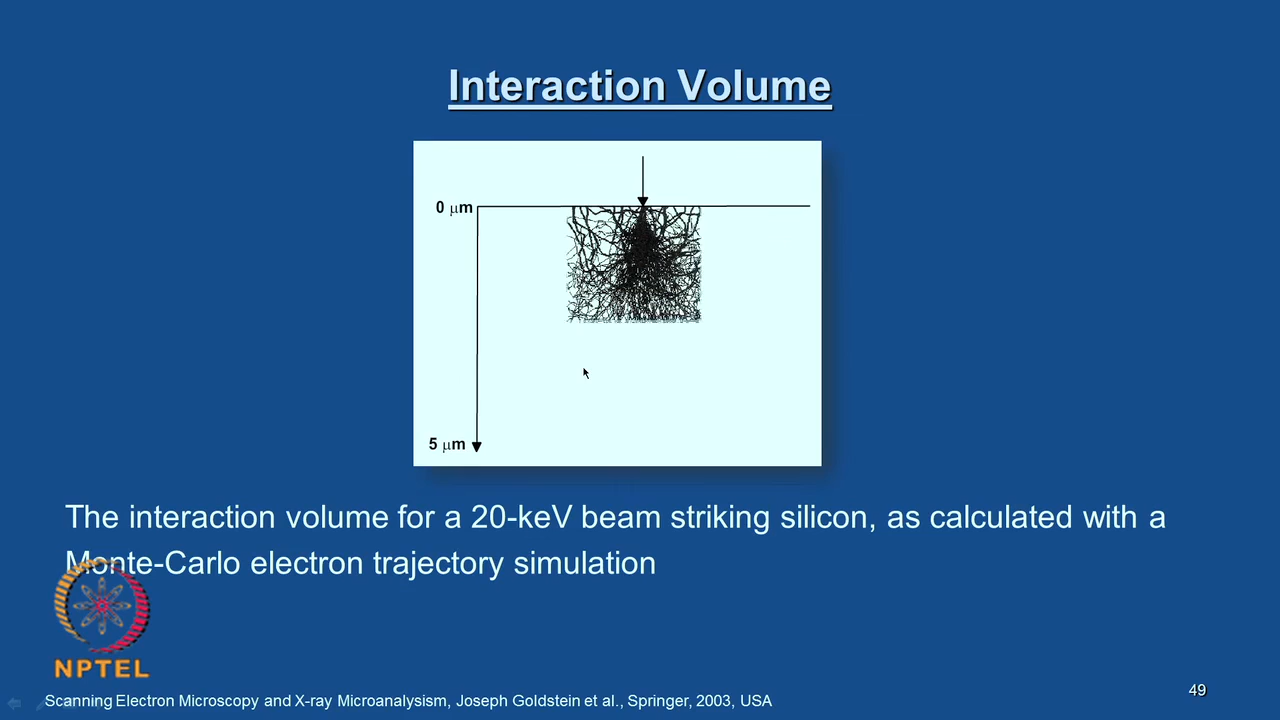 Interaction Volume
0 μm
5 μm
The interaction volume for a 20-keV beam striking silicon, as calculated with a
Monte-Carlo electron trajectory simulation
NPTEL
Scanning Electron Microscopy and X-ray Microanalysism, Joseph Goldstein et al., Springer, 2003, USA
49